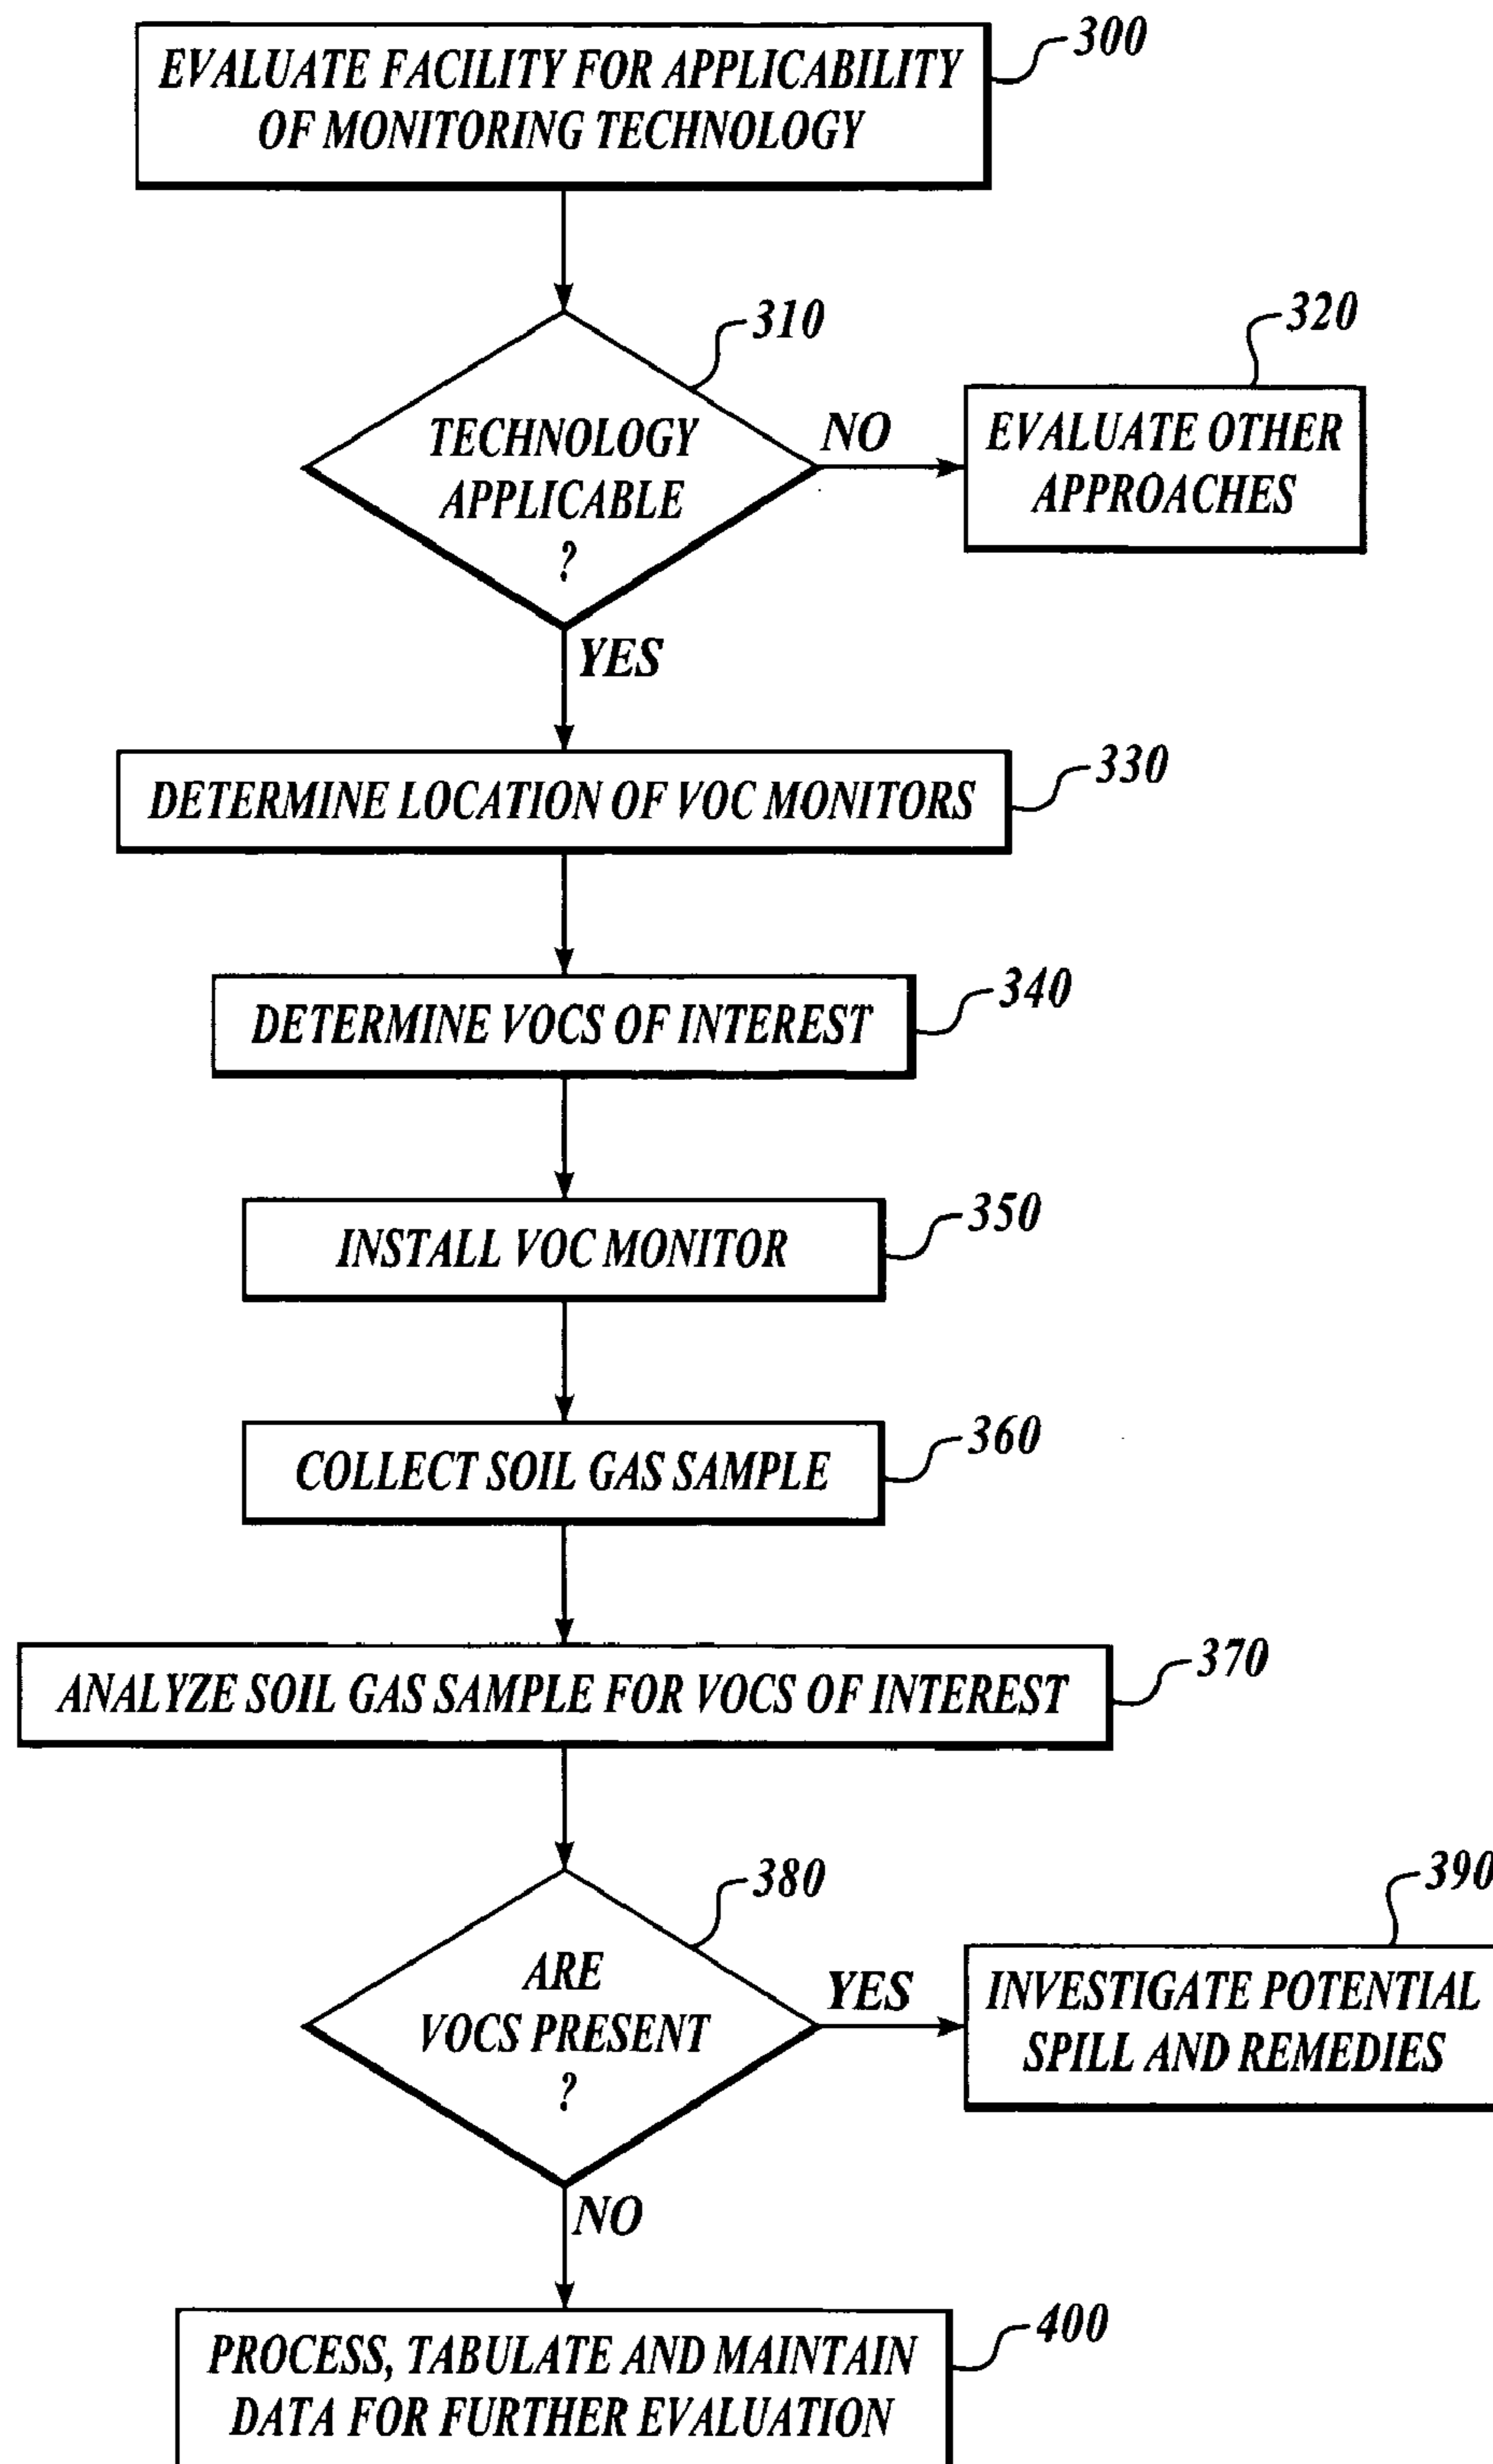 EVALUATE FACILITY FOR APPLICABILITY
OF MONITORING TECHNOLOGY
300
310
320
TECHNOLOGY
APPLICABLE
?
NO
EVALUATE OTHER
APPROACHES
YES
DETERMINE LOCATION OF VOC MONITORS
330
DETERMINE VOCS OF INTEREST
340
INSTALL VOC MONITOR
350
COLLECT SOIL GAS SAMPLE
360
ANALYZE SOIL GAS SAMPLE FOR VOCS OF INTEREST
370
380
390
ARE
VOCS PRESENT
?
YES
INVESTIGATE POTENTIAL
SPILL AND REMEDIES
NO
PROCESS, TABULATE AND MAINTAIN
DATA FOR FURTHER EVALUATION
400